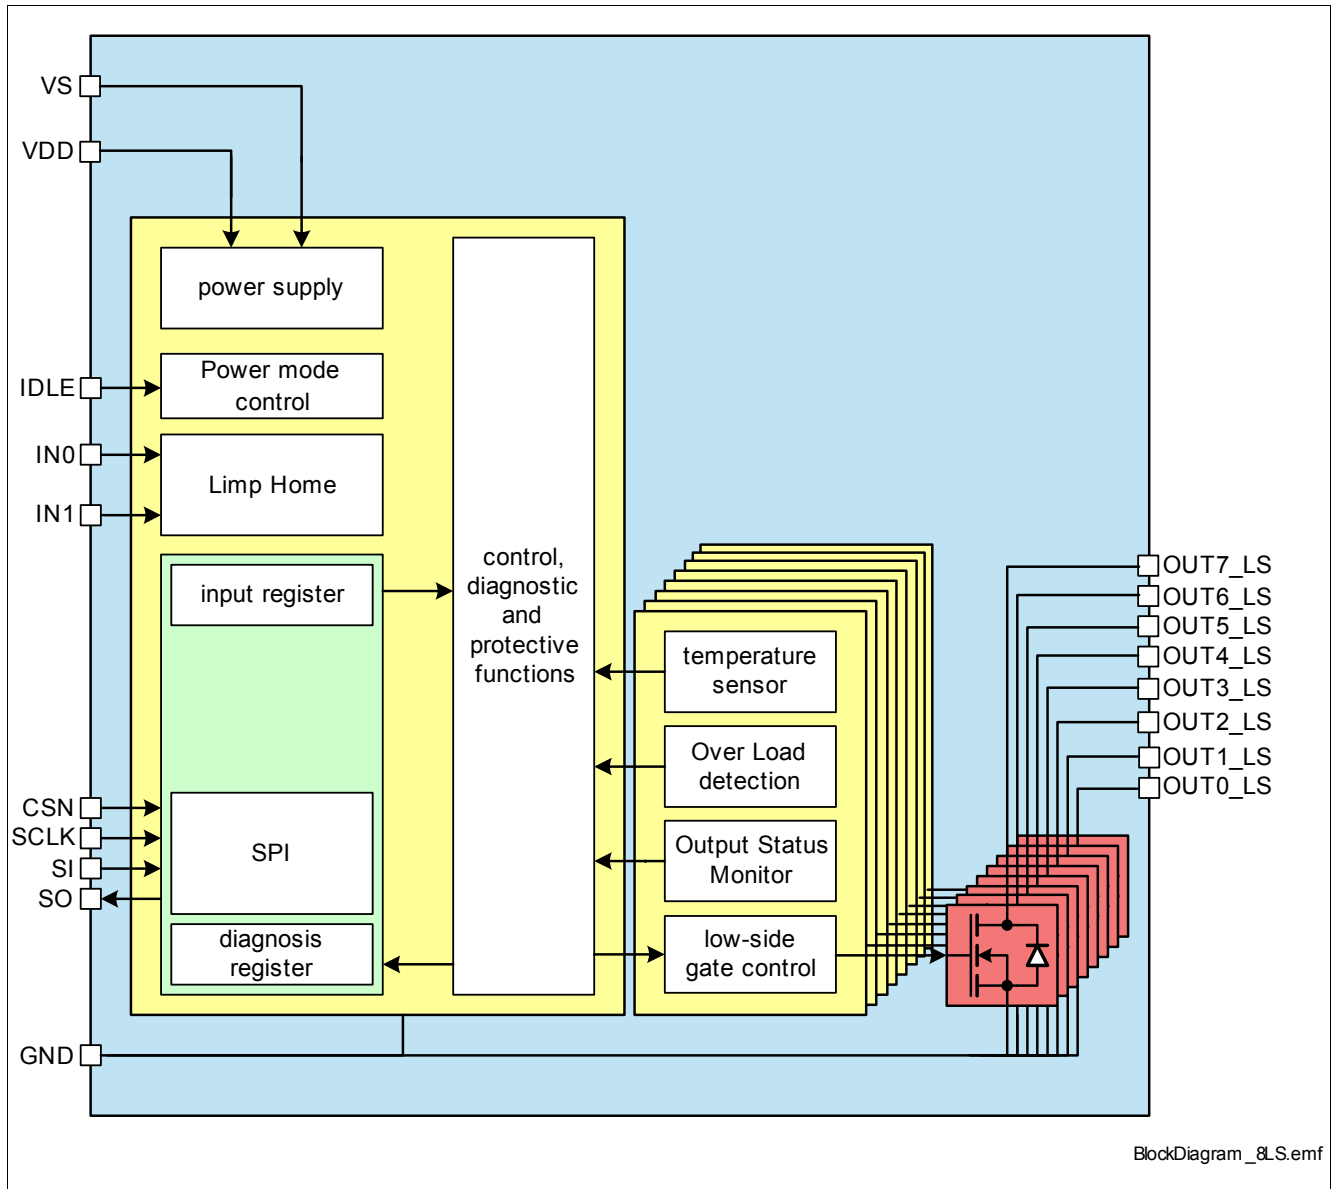 VS
VDD
power supply
IDLE
Power mode
control
IN0
Limp Home
IN1
input register
control,
diagnostic
and
protective
functions
temperature
sensor
Over Load
detection
Output Status
Monitor
low-side
gate control
CSN
SCLK
SI
SO
SPI
diagnosis
register
GND
OUT7_LS
OUT6_LS
OUT5_LS
OUT4_LS
OUT3_LS
OUT2_LS
OUT1_LS
OUT0_LS
BlockDiagram_8LS.emf